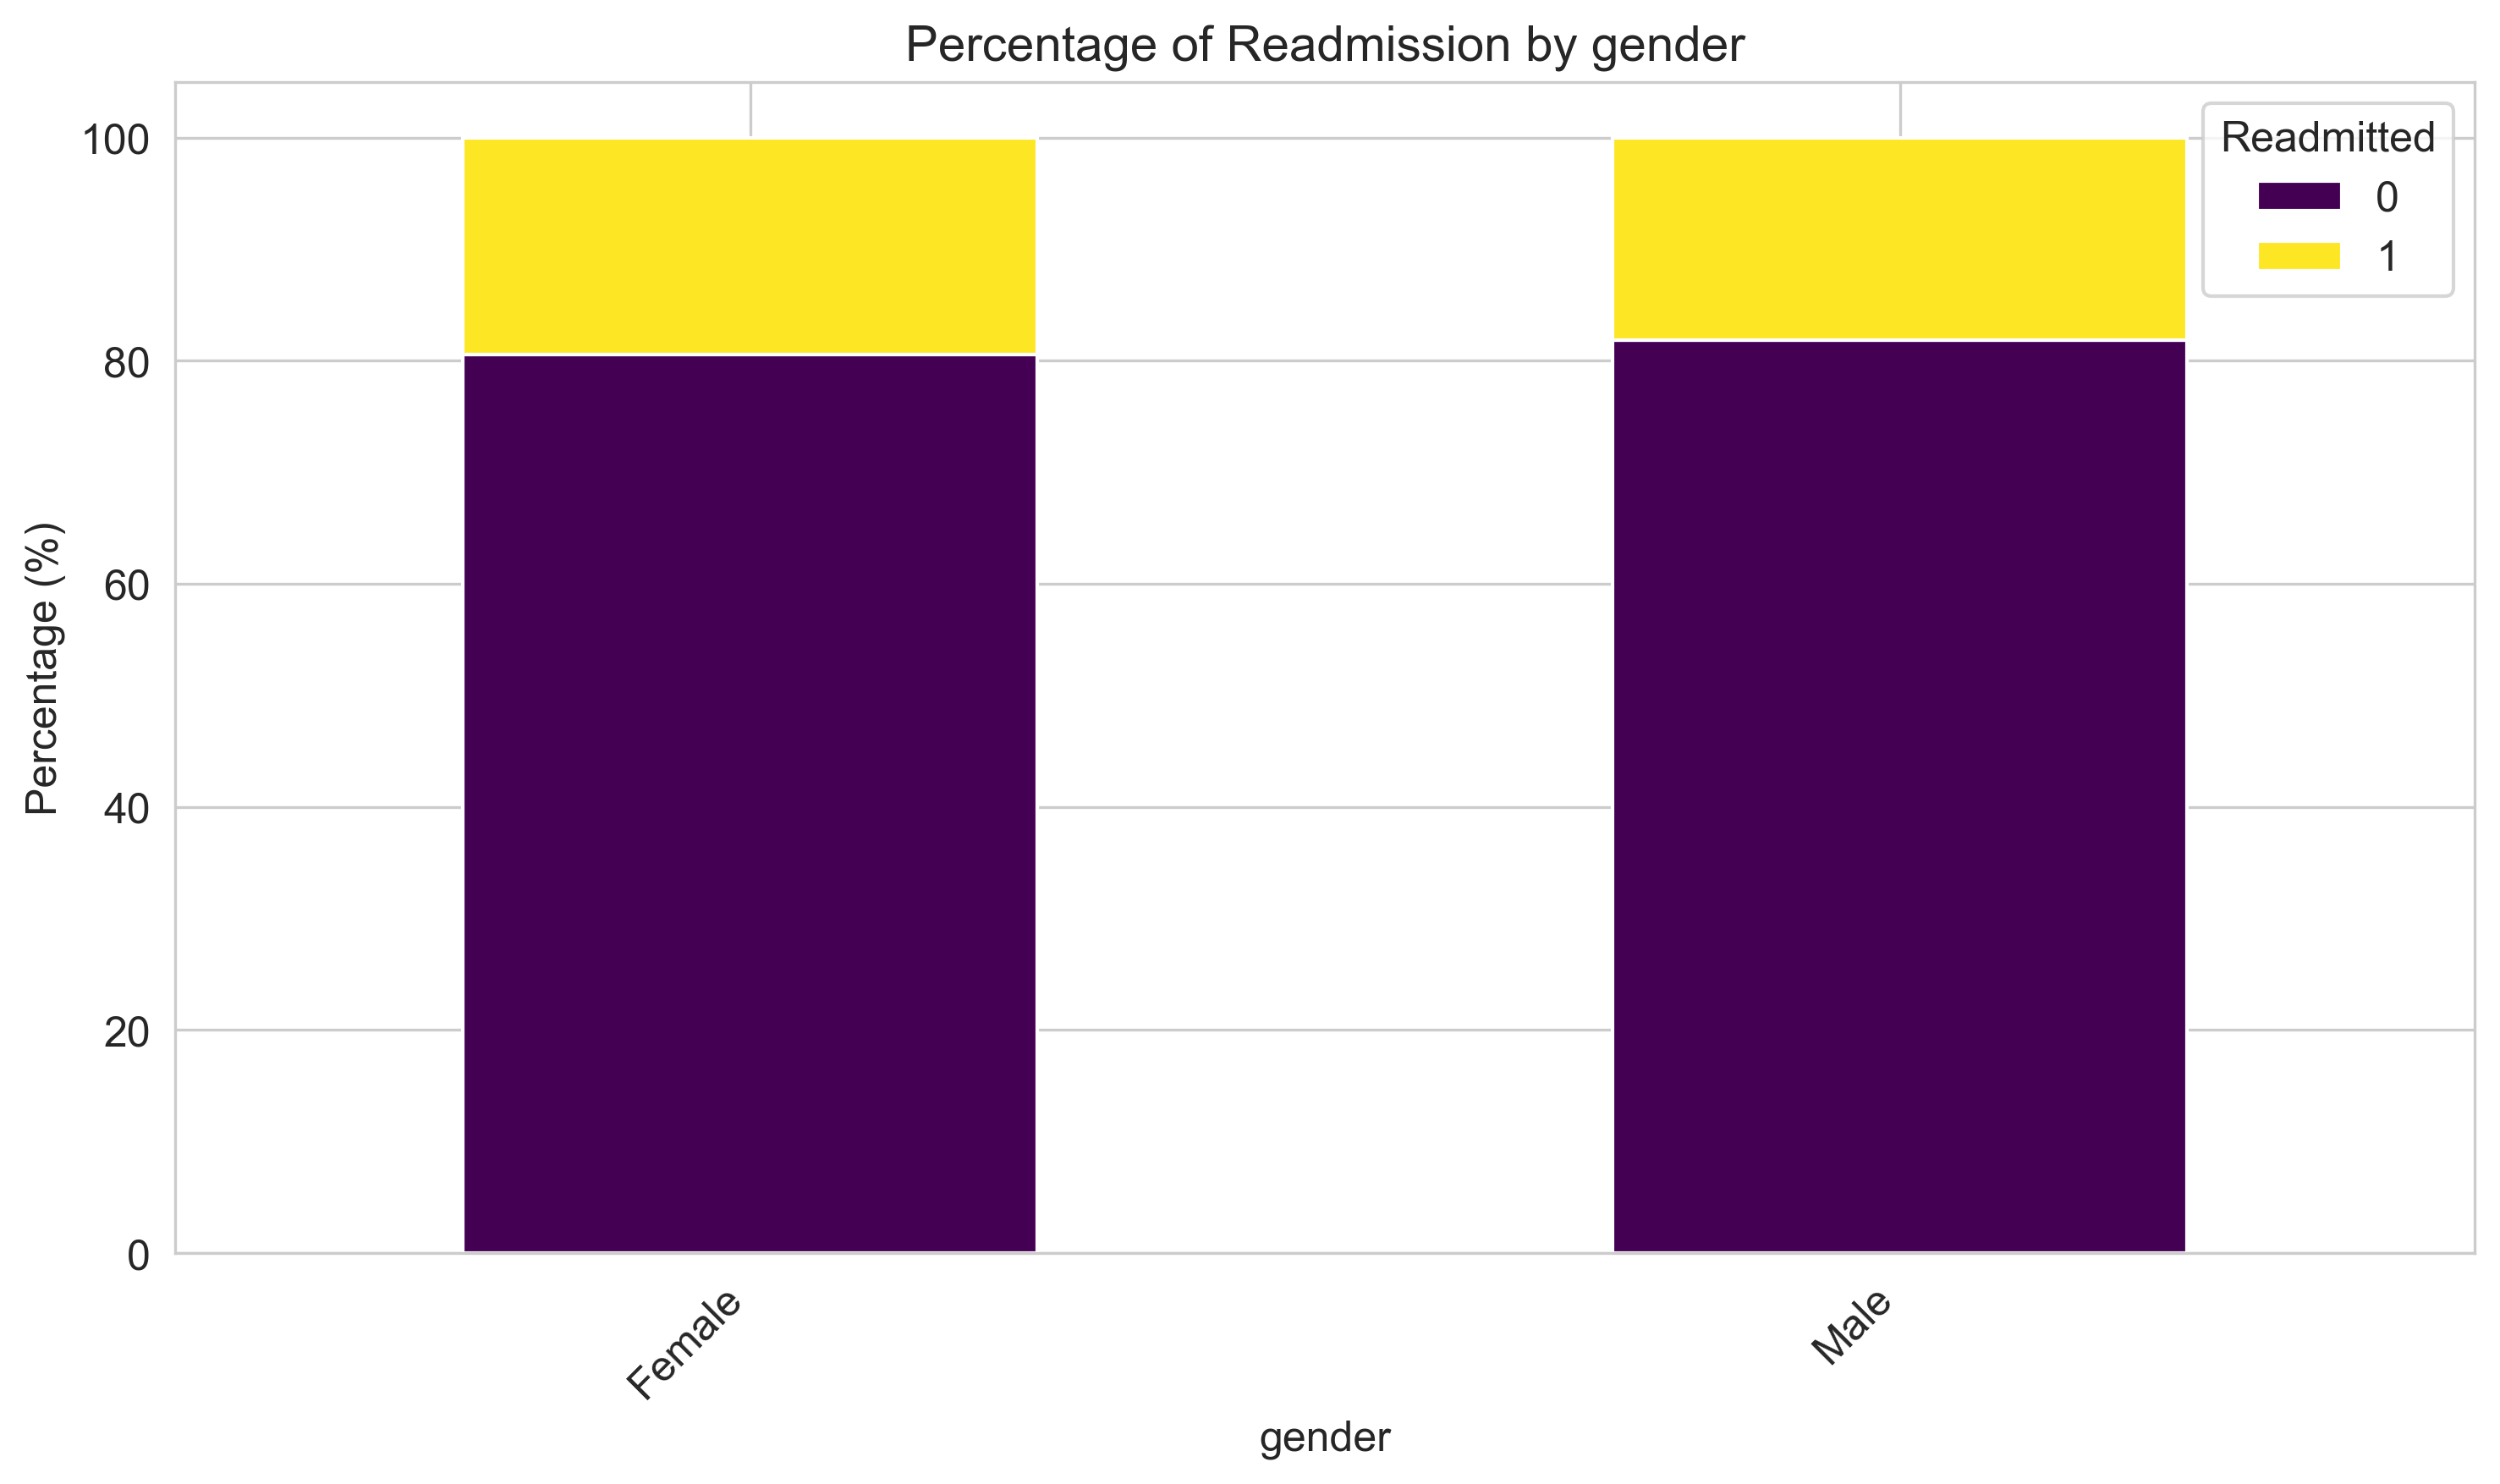 Percentage of Readmission by gender
Readmitted
0
1
Percentage (%)
100
80
60
40
20
0
Female
Male
gender